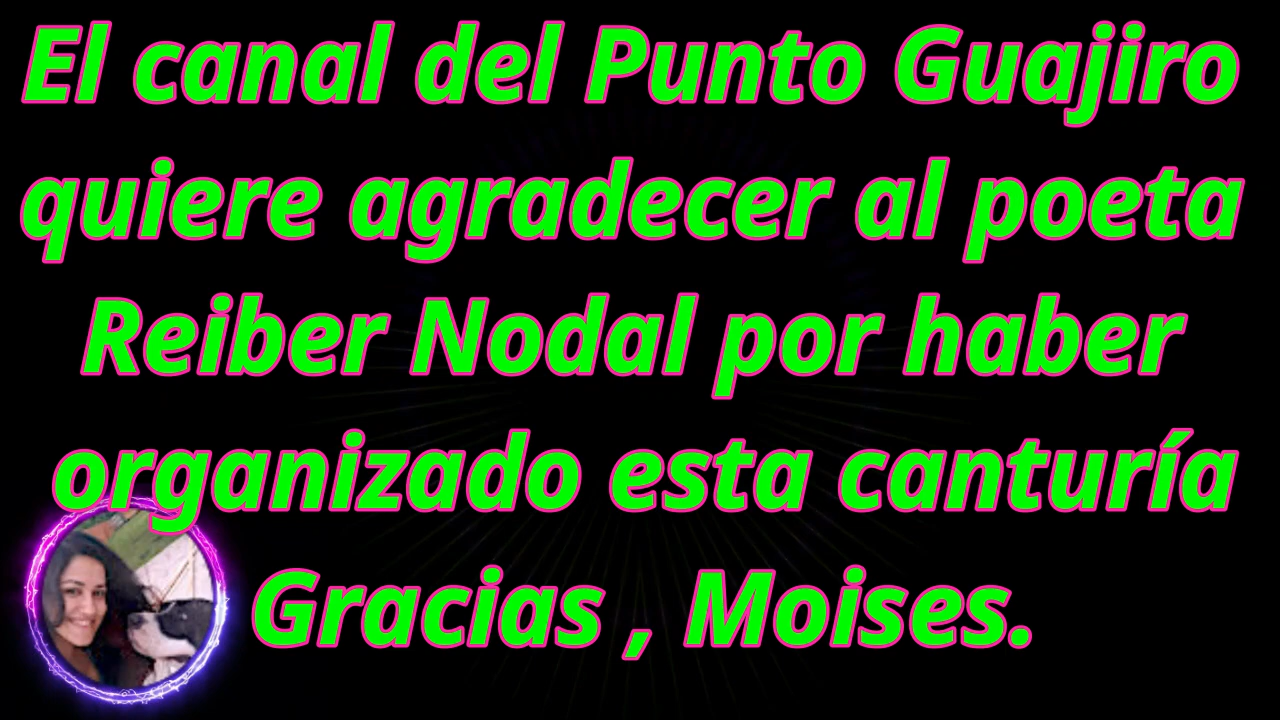 El canal del Punto Guajiro
quiere agradecer al poeta
Reiber Nodal por haber
organizado esta canturía
Gracias , Moises.